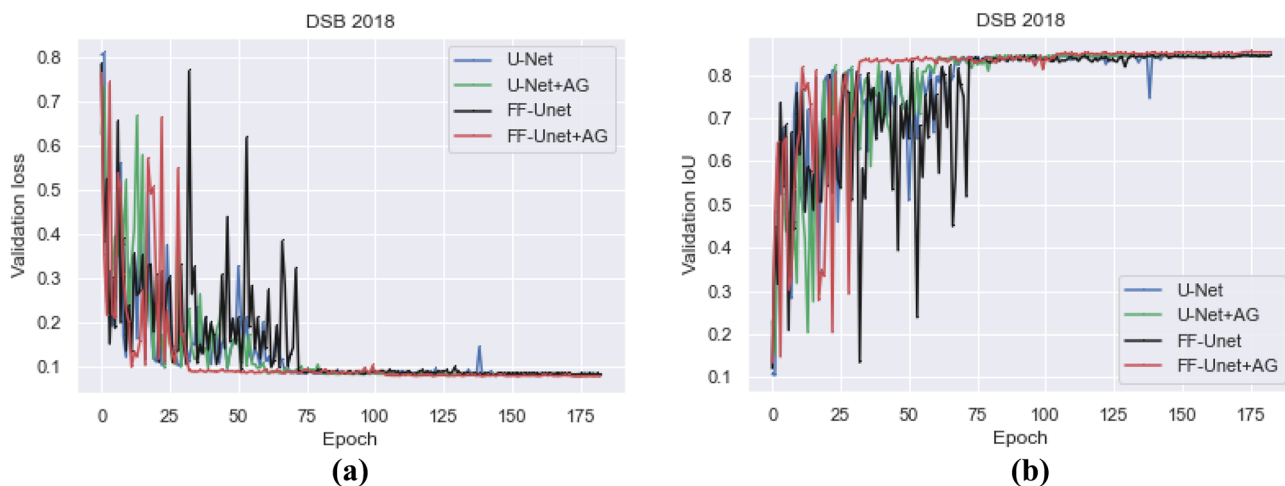 DSB 2018
Validation loss
0.8
0.7
0.6
0.5
0.4
0.3
0.2
0.1
U-Net
U-Net+AG
FF-Unet
FF-Unet+AG
0 25 50 75 100 125 150 175
Epoch
(a)
DSB 2018
Validation IoU
0.8
0.7
0.6
0.5
0.4
0.3
0.2
0.1
U-Net
U-Net+AG
FF-Unet
FF-Unet+AG
0 25 50 75 100 125 150 175
Epoch
(b)